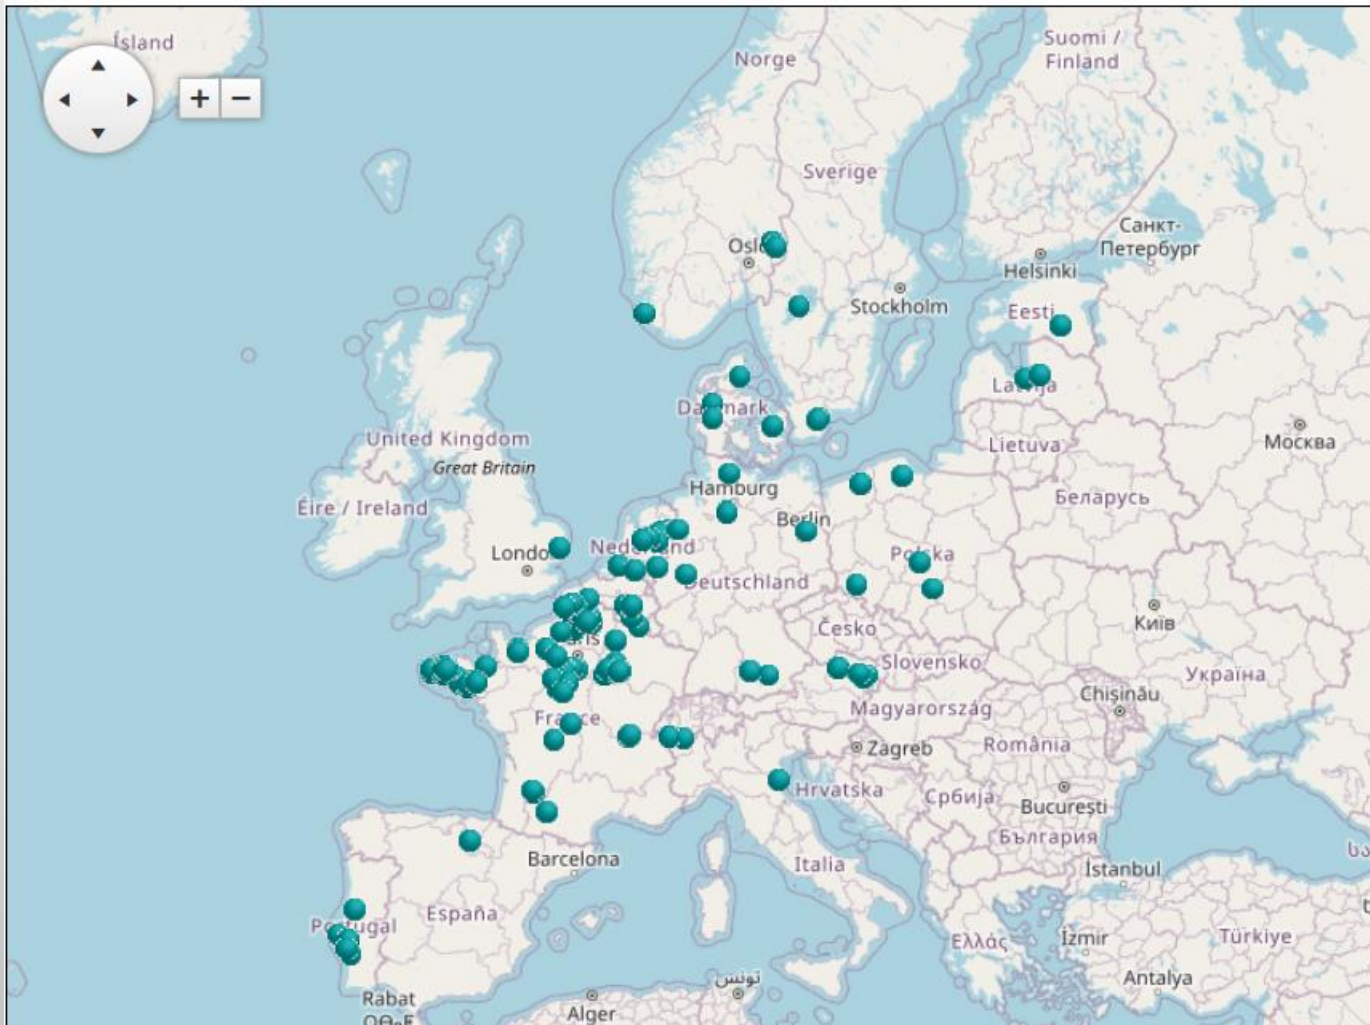 Ísland
+ −
Norge
Suomi /
Finland
Sverige
Санкт-
Петербург
Helsinki
Stockholm
Eesti
Москва
United Kingdom
Great Britain
Éire / Ireland
Lietuva
Беларусь
Hamburg
Berlin
Polska
Deutschland
Česko
Київ
Slovensko
Україна
Chișinău
Magyarország
România
Zagreb
Hrvatska
Србија
București
България
Barcelona
Italia
İstanbul
España
Ελλάς
İzmir
Türkiye
Antalya
تونس
Rabat
Alger